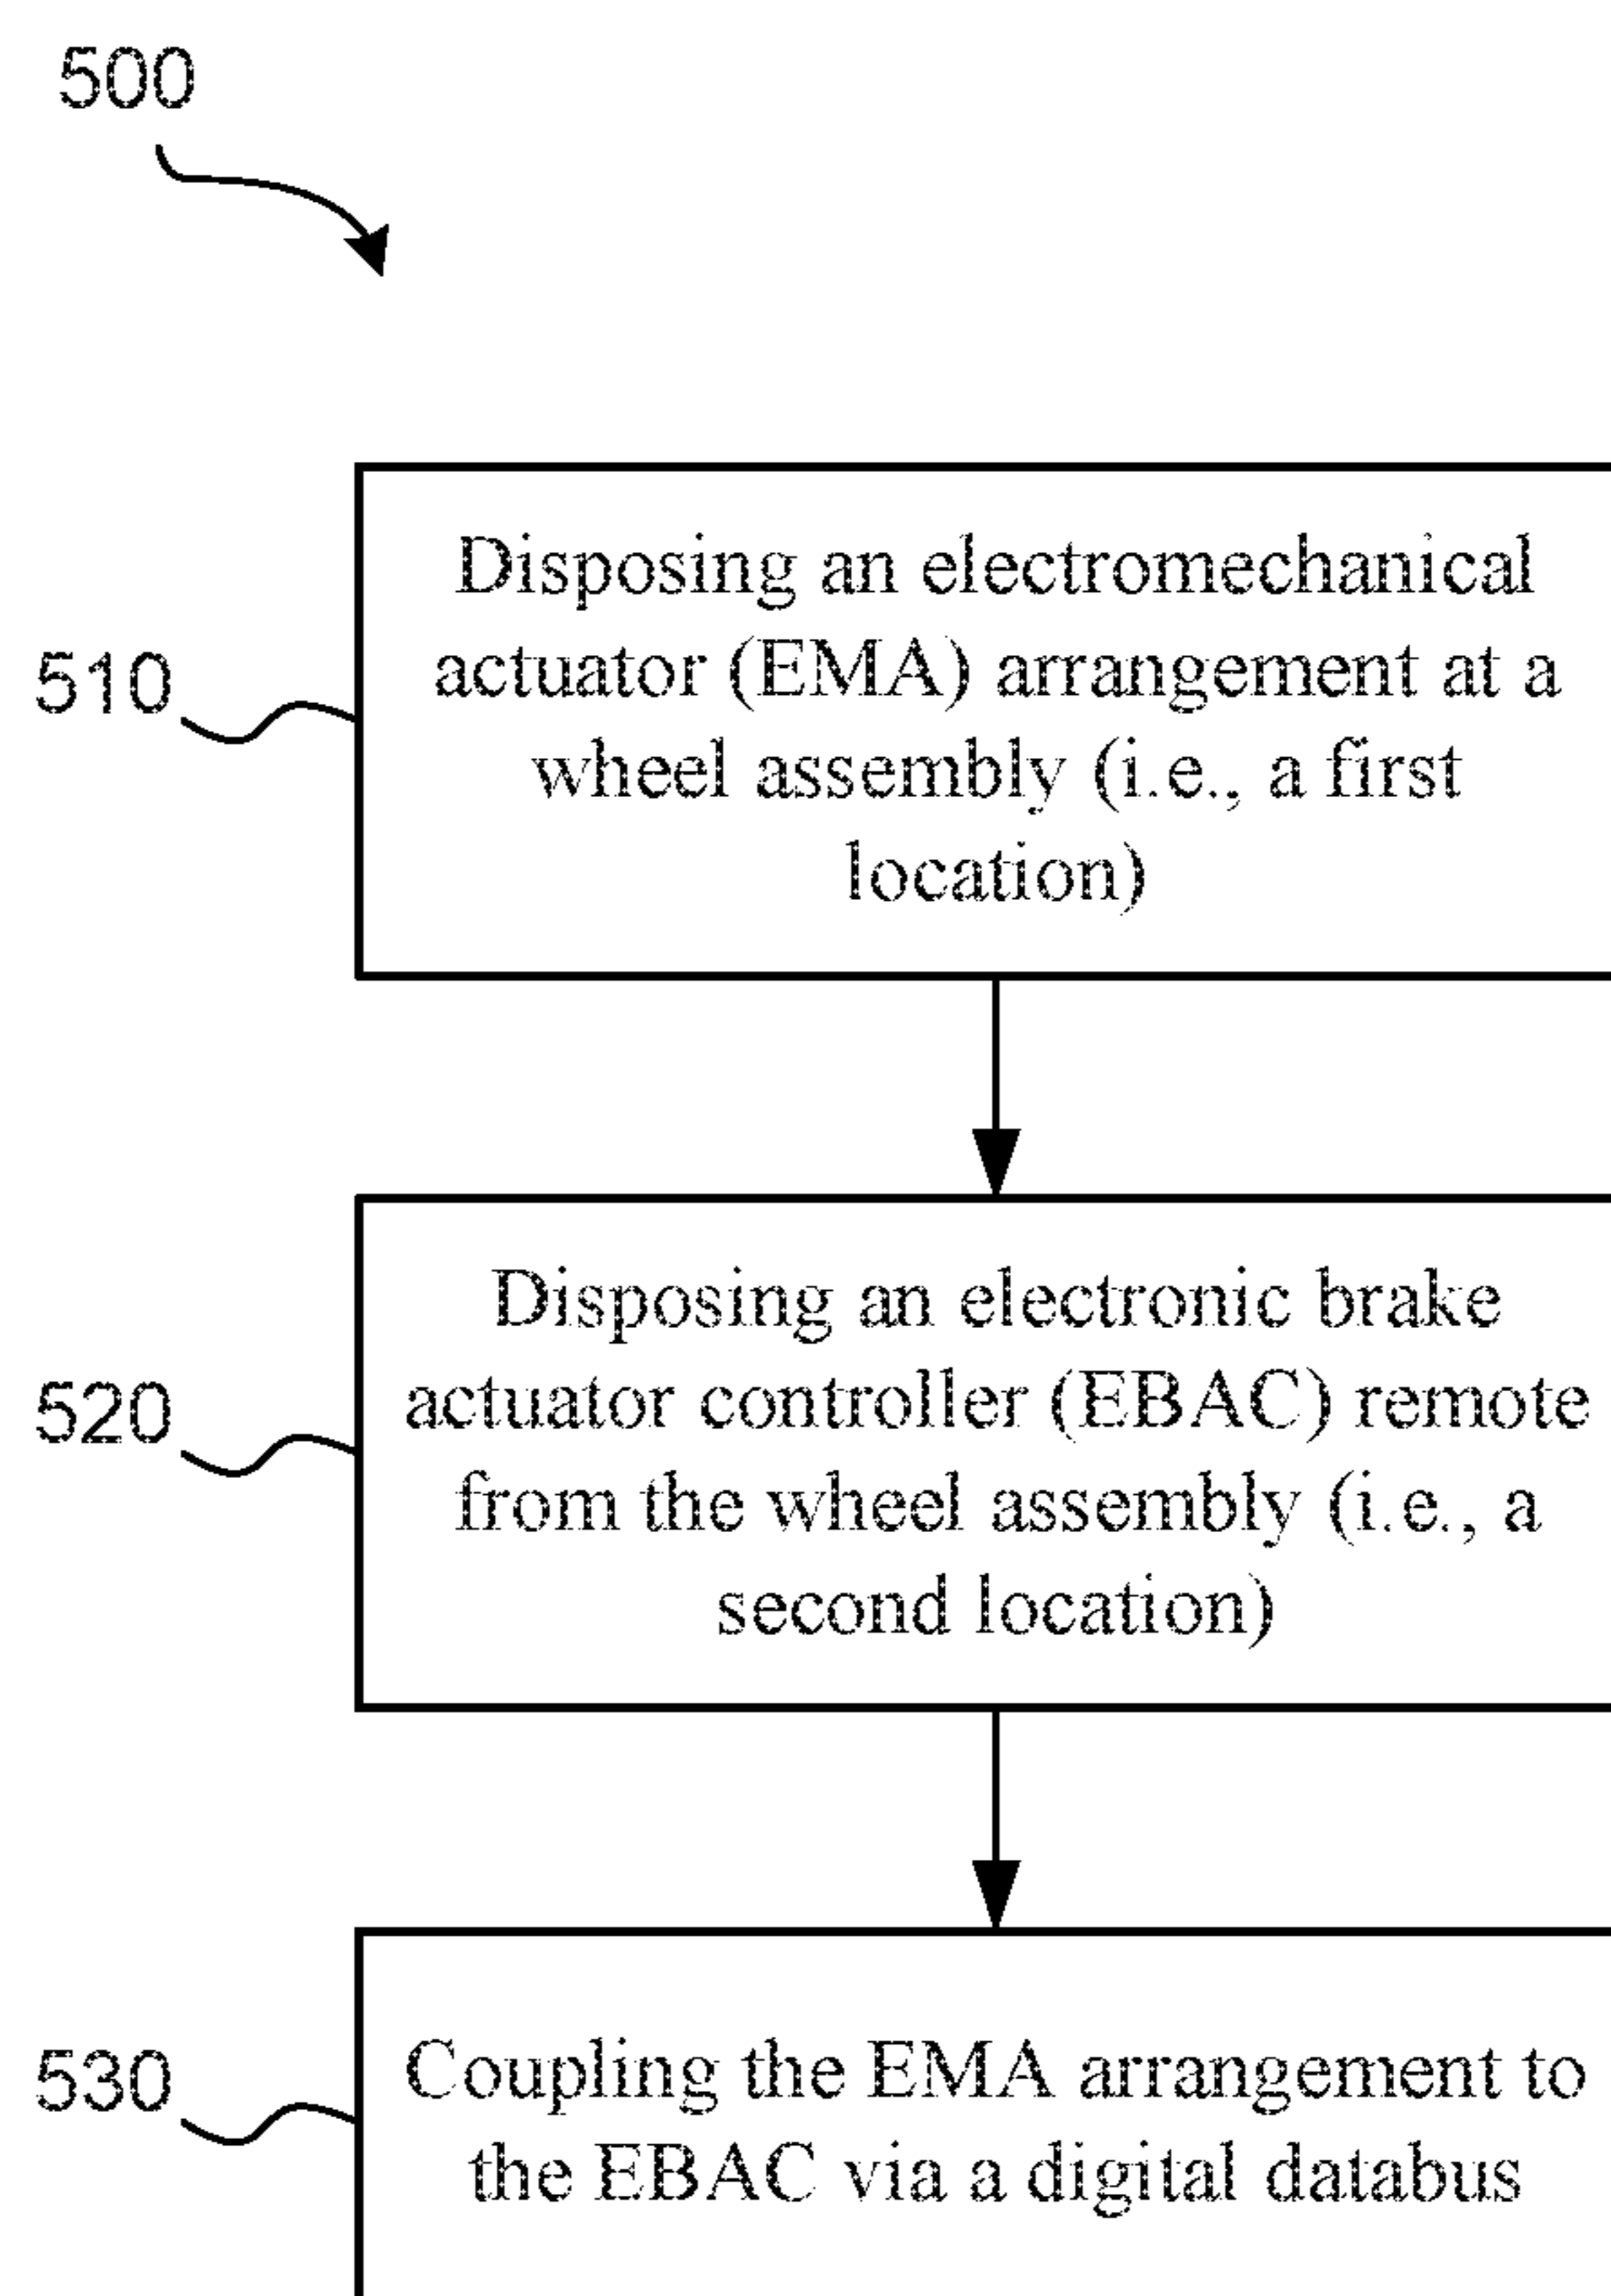 500
510
Disposing an electromechanical
actuator (EMA) arrangement at a
wheel assembly (i.e., a first
location)
520
Disposing an electronic brake
actuator controller (EBAC) remote
from the wheel assembly (i.e., a
second location)
530
Coupling the EMA arrangement to
the EBAC via a digital databus